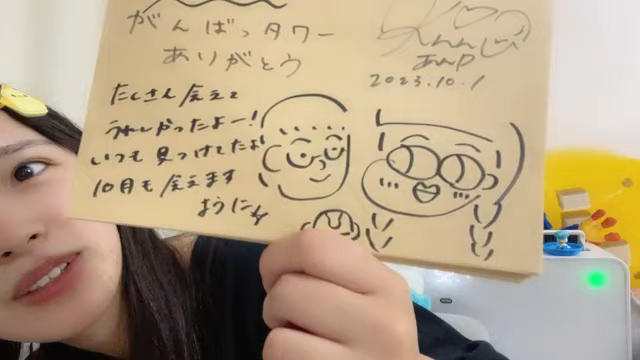 がんばっタワー
ありがとう
2023.10.1
たくさん会えて
うれしかったよー!
いつも見つけてたよ!
10月も会えます
ように